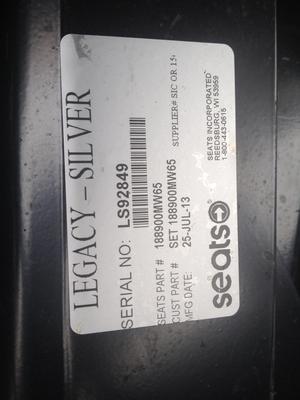 LEGACY – SILVER
SERIAL NO: LS92849
SEATS PART # 188900MW65
CUST PART # SET 188900MW65
MFG DATE: 25-JUL-13
SUPPLIER# SIC OR 15
seats
SEATS INCORPORATED
REEDSBURG, WI 53959
1-800-443-0615